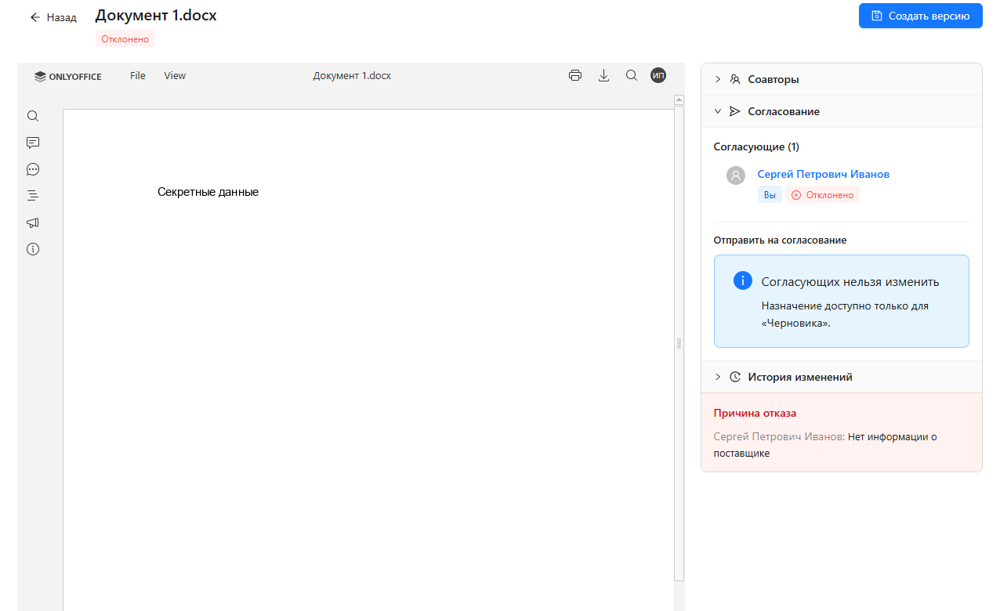 Назад
Документ 1.docx
Создать версию
Отклонено
ONLYOFFICE
File
View
Документ 1.docx
ИП
Секретные данные
Соавторы
Согласование
Согласующие (1)
Сергей Петрович Иванов
Вы
Отклонено
Отправить на согласование
Согласующих нельзя изменить
Назначение доступно только для
«Черновика».
История изменений
Причина отказа
Сергей Петрович Иванов: Нет информации о
поставщике